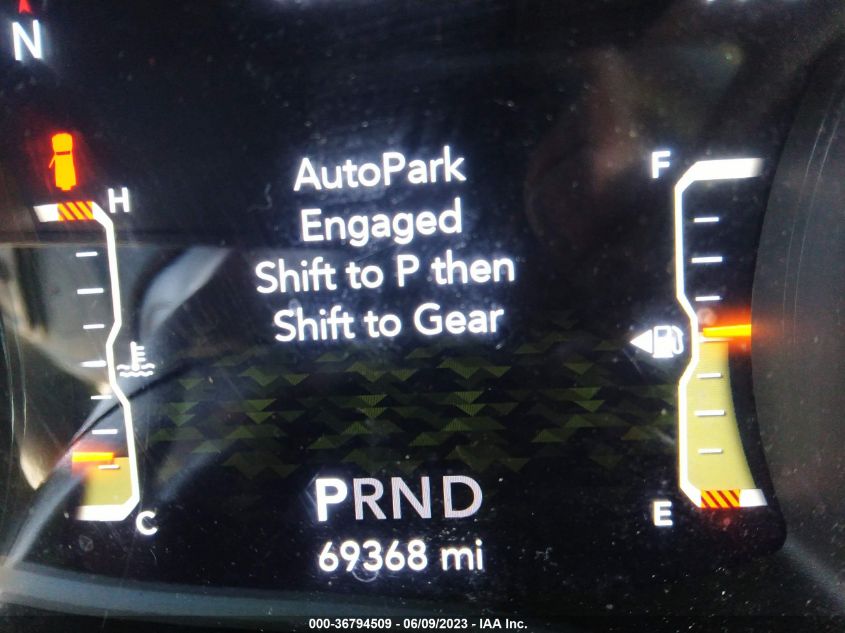 N
H
AutoPark
Engaged
Shift to P then
Shift to Gear
F
C
E
PRND
69368 mi
000-36794509 - 06/09/2023 - IAA Inc.